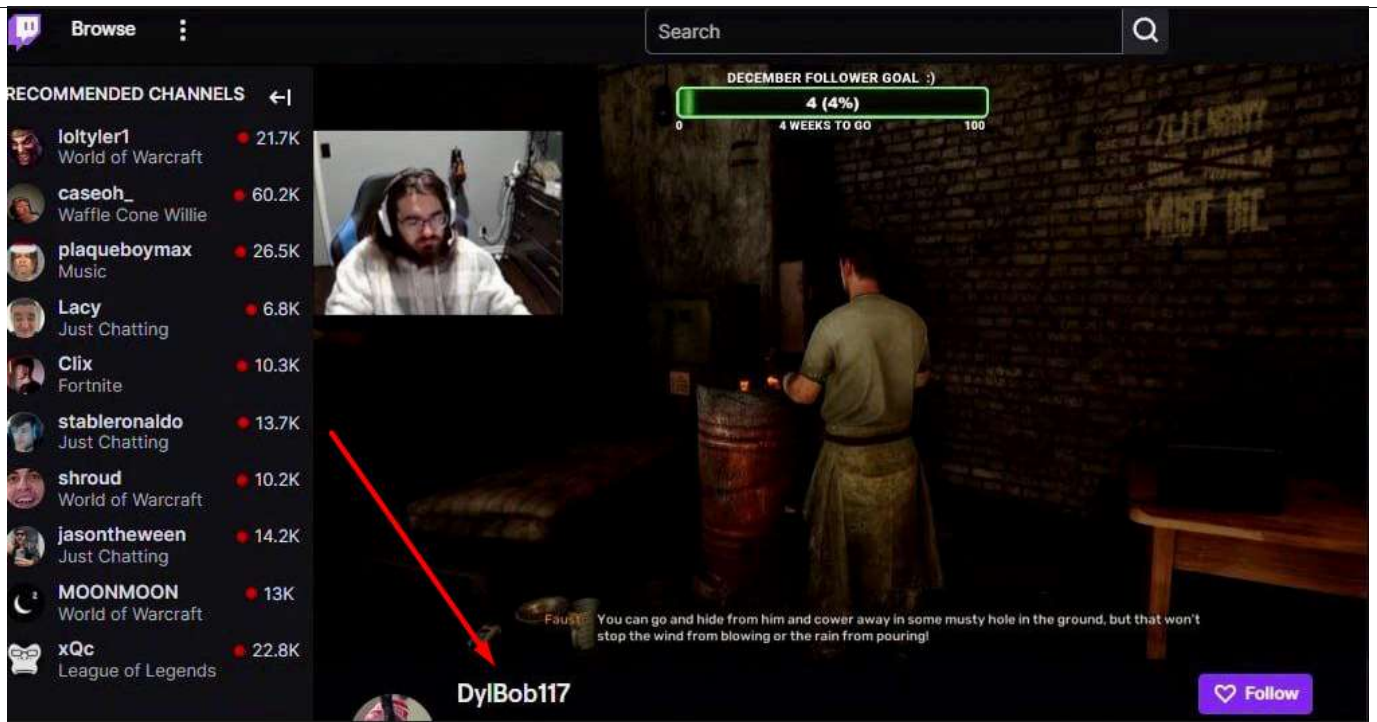 Browse
Search
RECOMMENDED CHANNELS
loltyler1
21.7K
World of Warcraft
caseoh_
60.2K
Waffle Cone Willie
plaqueboymax
26.5K
Music
Lacy
6.8K
Just Chatting
Clix
10.3K
Fortnite
stableronaldo
13.7K
Just Chatting
shroud
10.2K
World of Warcraft
jasontheween
14.2K
Just Chatting
MOONMOON
13K
World of Warcraft
xQc
22.8K
League of Legends
DECEMBER FOLLOWER GOAL :)
4 (4%)
0 4 WEEKS TO GO 100
MUST DIE
Faust You can go and hide from him and cower away in some musty hole in the ground, but that won't
stop the wind from blowing or the rain from pouring!
DylBob117
Follow